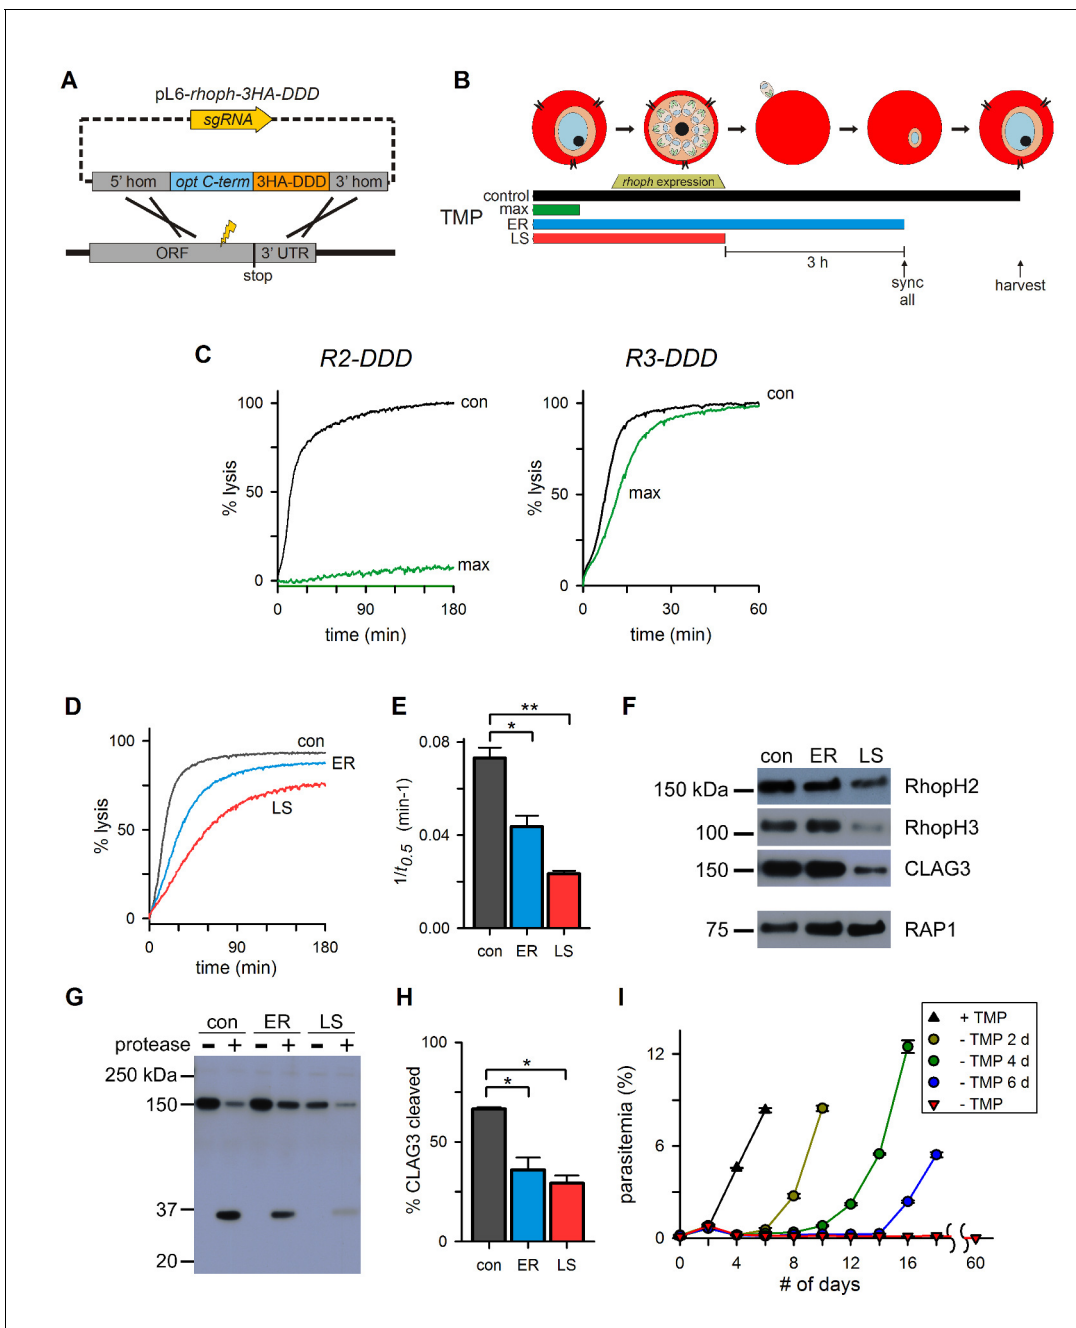 A
pL6-rhoph-3HA-DDD
sgRNA
5' hom
opt C-term
3HA-DDD
3' hom
ORF
3' UTR
stop
B
rhoph expression
control
TMP
max
ER
LS
3 h
sync
all
harvest
C
R2-DDD
R3-DDD
% lysis
100
50
0
con
max
0
90
180
time (min)
% lysis
100
50
0
con
max
0
30
60
time (min)
D
% lysis
100
50
0
con
ER
LS
0
90
180
time (min)
E
1/t0.5 (min-1)
0.08
0.04
0.00
**
*
con
ER
LS
F
con ER LS
150 kDa
RhopH2
100
RhopH3
150
CLAG3
75
RAP1
G
con ER LS
protease − + − + − +
250 kDa
150
37
20
H
% CLAG3 cleaved
100
50
0
*
*
con
ER
LS
I
parasitemia (%)
12
8
4
0
+ TMP
- TMP 2 d
- TMP 4 d
- TMP 6 d
- TMP
0
4
8
12
16
60
# of days